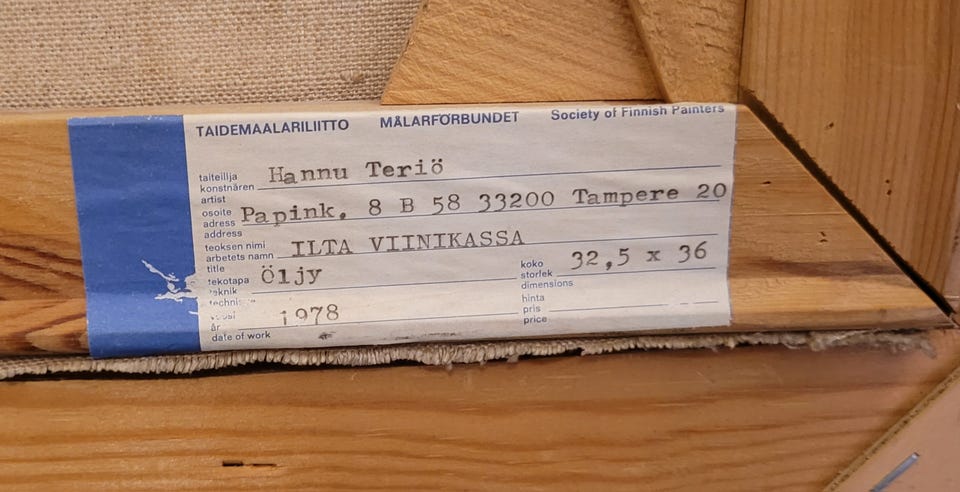 TAIDEMAALARILIITTO MÅLARFÖRBUNDET Society of Finnish Painters
taiteilija
konstnären Hannu Teriö
artist
osoite
adress Papink. 8 B 58 33200 Tampere 20
address
teoksen nimi
arbetets namn ILTA VIINIKASSA
title
tekotapa Öljy
teknik
koko
storlek 32,5 x 36
dimensions
år 1978
date of work
hinta
pris
price